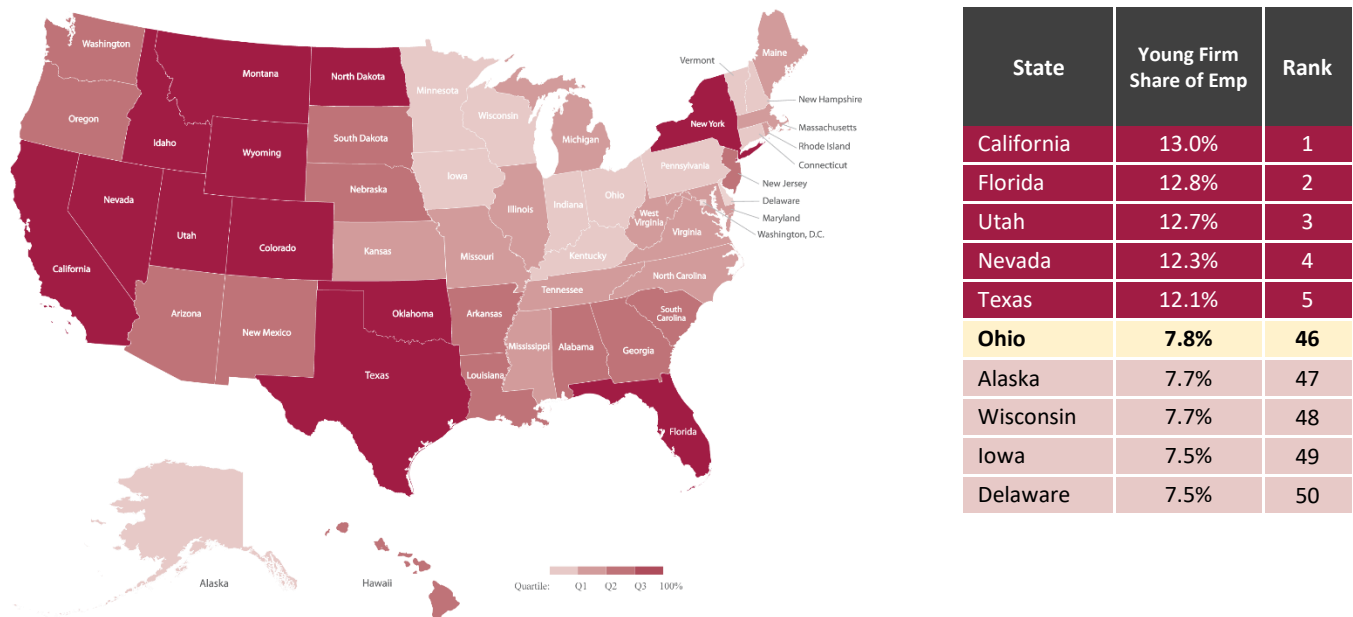 Washington
Montana
North Dakota
Minnesota
Vermont
Maine
Oregon
Idaho
Wyoming
South Dakota
Wisconsin
Michigan
New York
New Hampshire
Massachusetts
Rhode Island
Connecticut
Nevada
Utah
Colorado
Nebraska
Iowa
Illinois
Indiana
Ohio
Pennsylvania
New Jersey
Delaware
Maryland
Washington, D.C.
West
Virginia
Virginia
California
Kansas
Missouri
Kentucky
Arizona
New Mexico
Oklahoma
Arkansas
Tennessee
North Carolina
South
Carolina
Texas
Louisiana
Mississippi
Alabama
Georgia
Florida
Alaska
Hawaii
Quartile: Q1 Q2 Q3 100%
State Young Firm Share of Emp Rank
California 13.0% 1
Florida 12.8% 2
Utah 12.7% 3
Nevada 12.3% 4
Texas 12.1% 5
Ohio 7.8% 46
Alaska 7.7% 47
Wisconsin 7.7% 48
Iowa 7.5% 49
Delaware 7.5% 50